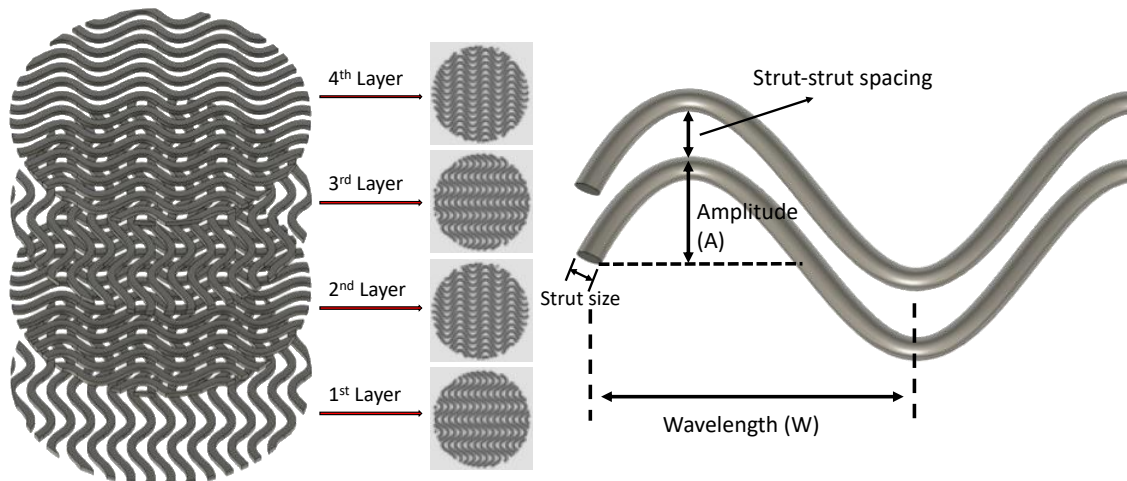 4th Layer
3rd Layer
2nd Layer
1st Layer
Strut-strut spacing
Amplitude
(A)
Strut size
Wavelength (W)